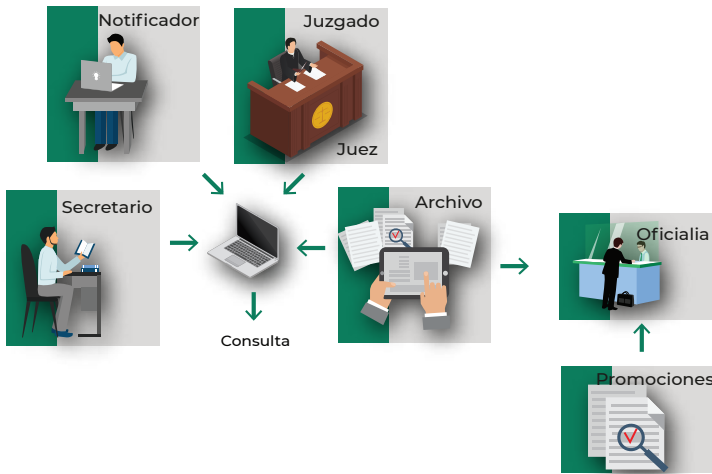 Notificador
Juzgado
Juez
Secretario
Archivo
Oficialia
Consulta
Promociones